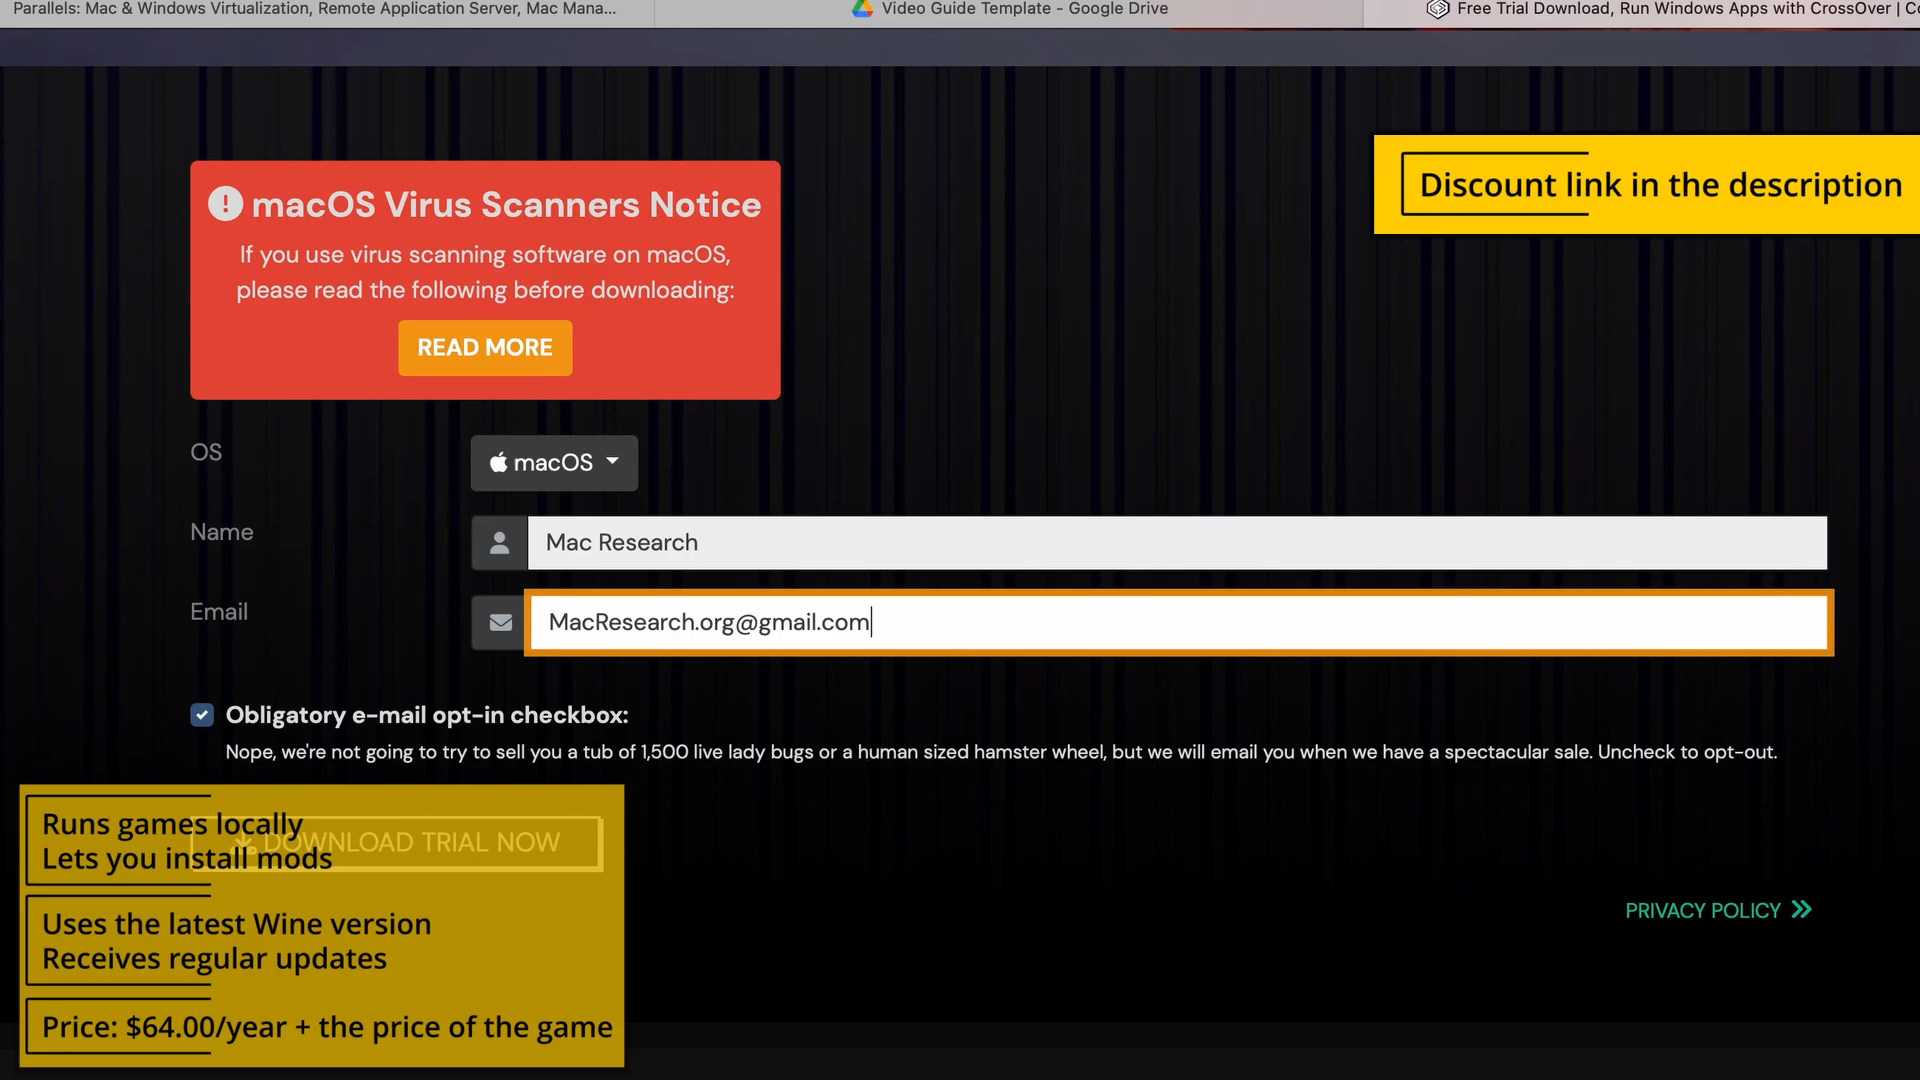 Parallels: Mac & Windows Virtualization, Remote Application Server, Mac Mana...
Video Guide Template - Google Drive
Free Trial Download, Run Windows Apps with CrossOver | Co
Discount link in the description
! macOS Virus Scanners Notice
If you use virus scanning software on macOS,
please read the following before downloading:
READ MORE
OS
macOS
Name
Mac Research
Email
MacResearch.org@gmail.com
Obligatory e-mail opt-in checkbox:
Nope, we're not going to try to sell you a tub of 1,500 live lady bugs or a human sized hamster wheel, but we will email you when we have a spectacular sale. Uncheck to opt-out.
DOWNLOAD TRIAL NOW
Runs games locally
Lets you install mods
Uses the latest Wine version
Receives regular updates
Price: $64.00/year + the price of the game
PRIVACY POLICY